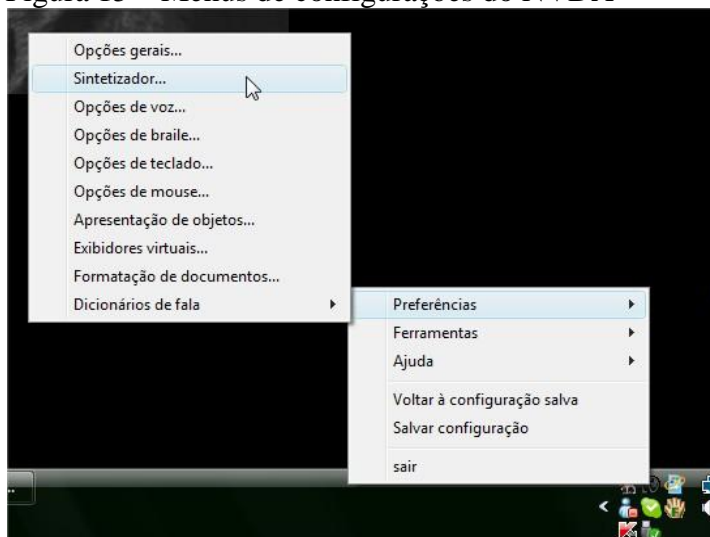 Figura 13 – Menus de configurações do NVDA
Opções gerais...
Sintetizador...
Opções de voz...
Opções de braile...
Opções de teclado...
Opções de mouse...
Apresentação de objetos...
Exibidores virtuais...
Formatação de documentos...
Dicionários de fala
Preferências
Ferramentas
Ajuda
Voltar à configuração salva
Salvar configuração
sair